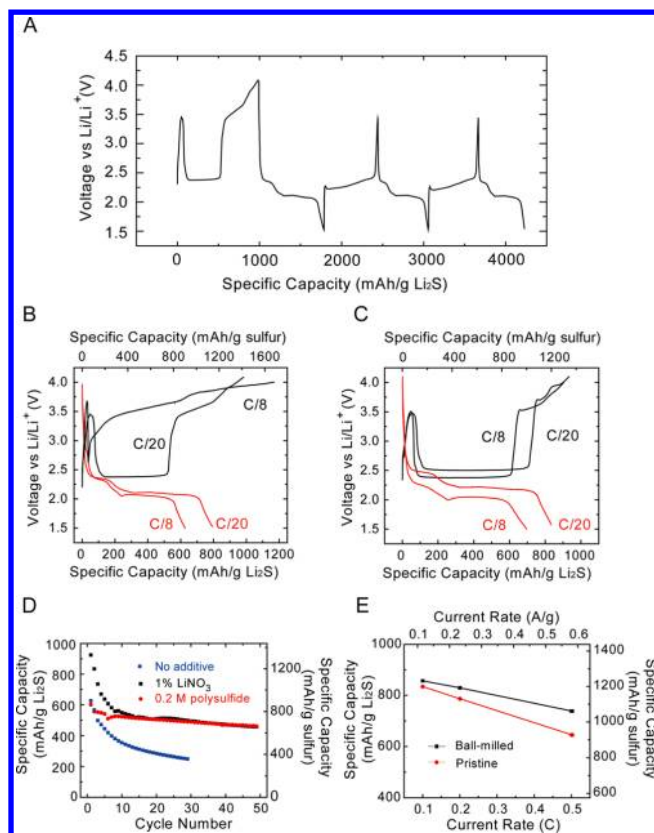 A
Voltage vs Li/Li+(V)
4.5
4.0
3.5
3.0
2.5
2.0
1.5
0 1000 2000 3000 4000
Specific Capacity (mAh/g Li2S)
B
Specific Capacity (mAh/g sulfur)
0 400 800 1200 1600
Voltage vs Li/Li+(V)
4.0
3.5
3.0
2.5
2.0
1.5
C/8
C/20
C/8
C/20
0 200 400 600 800 1000 1200
Specific Capacity (mAh/g Li2S)
C
Specific Capacity (mAh/g sulfur)
0 400 800 1200
Voltage vs Li/Li+(V)
4.0
3.5
3.0
2.5
2.0
1.5
C/8
C/20
C/8
C/20
0 200 400 600 800 1000
Specific Capacity (mAh/g Li2S)
D
Specific Capacity
(mAh/g Li2S)
1000
800
600
400
200
0
No additive
1% LiNO3
0.2 M polysulfide
1200
800
400
0
Specific Capacity
(mAh/g sulfur)
0 10 20 30 40 50
Cycle Number
E
Current Rate (A/g)
0.1 0.2 0.3 0.4 0.5 0.6
Specific Capacity
(mAh/g Li2S)
1000
800
600
400
Ball-milled
Pristine
1400
1200
1000
800
600
Specific Capacity
(mAh/g sulfur)
0.1 0.2 0.3 0.4 0.5
Current Rate (C)